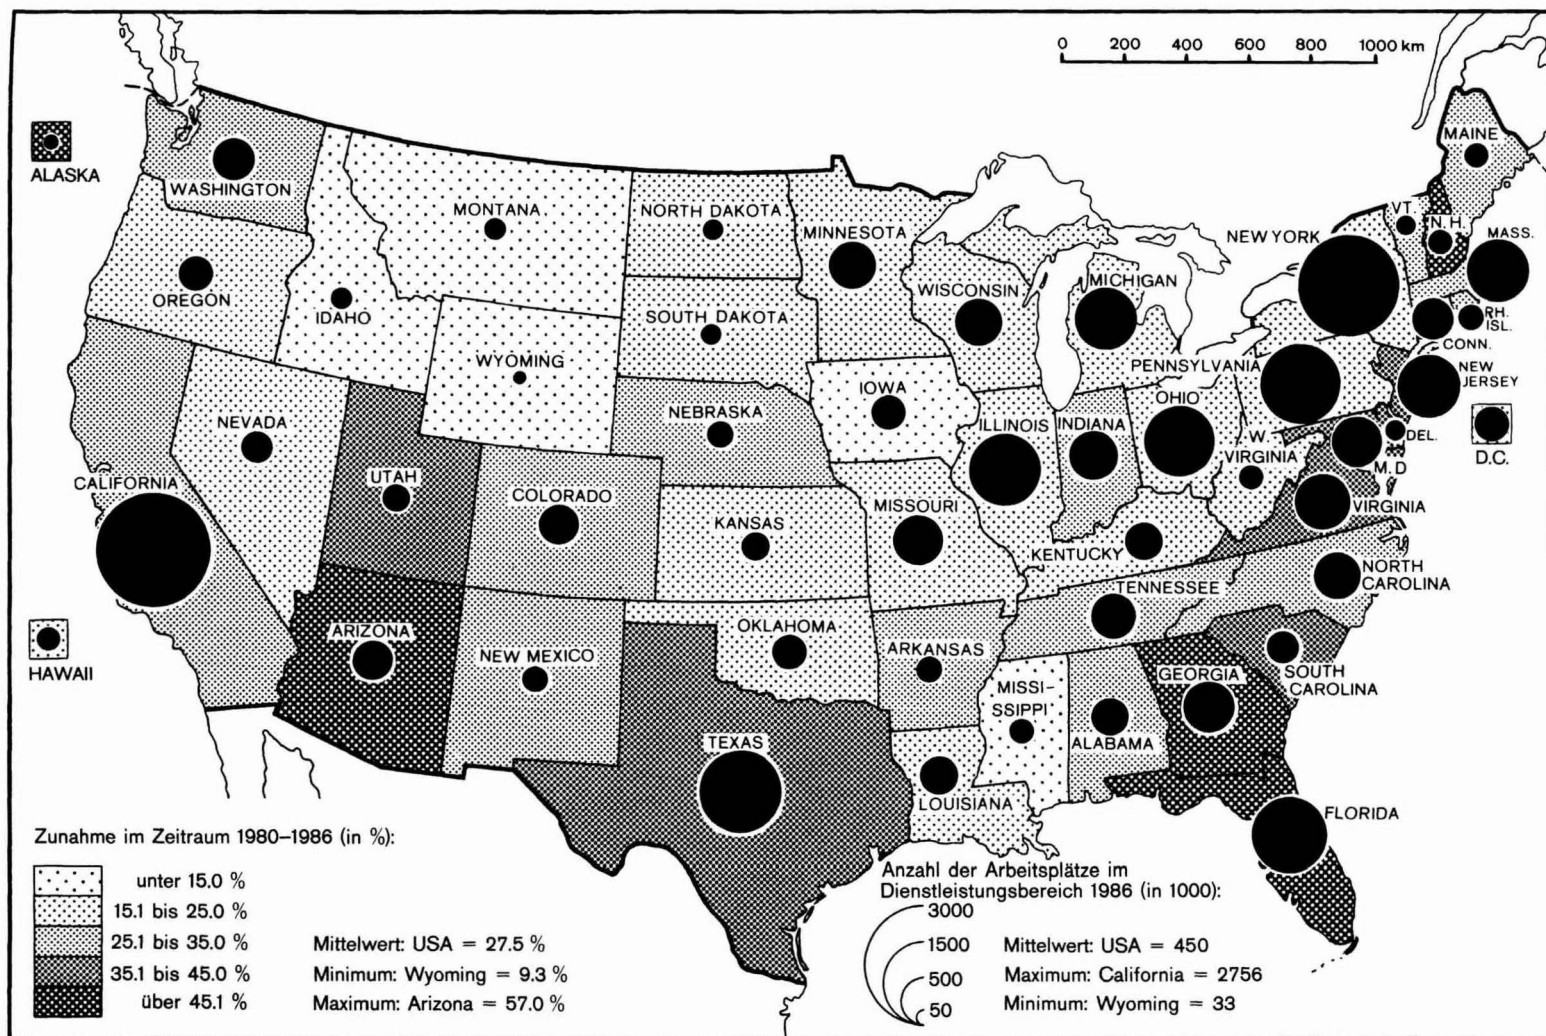 0 200 400 600 800 1000 km
ALASKA
WASHINGTON
MAINE
MONTANA
NORTH DAKOTA
MINNESOTA
VT.
N.H.
MASS.
NEW YORK
OREGON
IDAHO
SOUTH DAKOTA
WISCONSIN
MICHIGAN
RH.
ISL.
CONN.
WYOMING
IOWA
PENNSYLVANIA
NEW
JERSEY
NEVADA
NEBRASKA
ILLINOIS
INDIANA
OHIO
W.
VIRGINIA
DEL.
D.C.
M.D
CALIFORNIA
UTAH
COLORADO
KANSAS
MISSOURI
KENTUCKY
VIRGINIA
NORTH
CAROLINA
TENNESSEE
HAWAII
ARIZONA
NEW MEXICO
OKLAHOMA
ARKANSAS
MISSI-
SSIPPI
ALABAMA
GEORGIA
SOUTH
CAROLINA
TEXAS
LOUISIANA
FLORIDA
Zunahme im Zeitraum 1980–1986 (in %):
unter 15.0 %
15.1 bis 25.0 %
25.1 bis 35.0 %
35.1 bis 45.0 %
über 45.1 %
Mittelwert: USA = 27.5 %
Minimum: Wyoming = 9.3 %
Maximum: Arizona = 57.0 %
Anzahl der Arbeitsplätze im
Dienstleistungsbereich 1986 (in 1000):
3000
1500
500
50
Mittelwert: USA = 450
Maximum: California = 2756
Minimum: Wyoming = 33